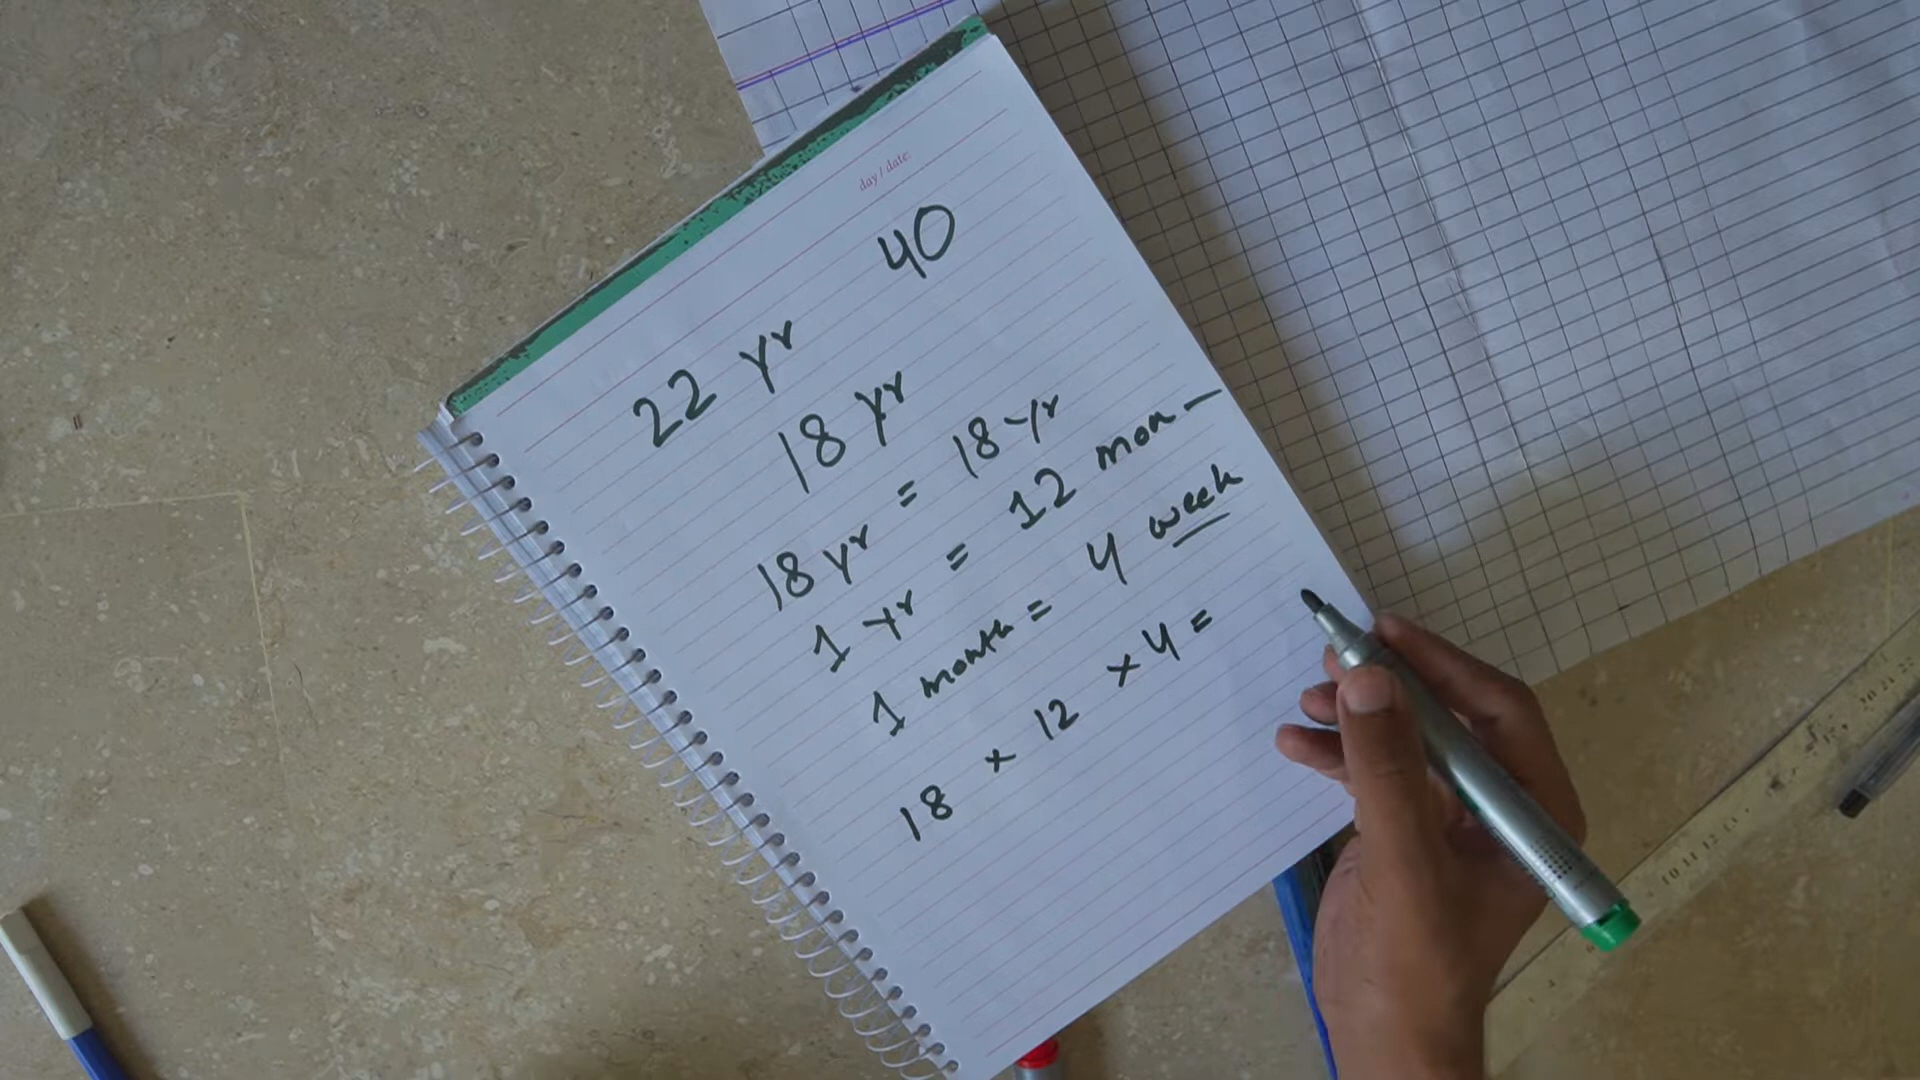 day / date:
40
22 yr
18 yr
18 yr = 18 yr
1 yr = 12 mon -
1 month = 4 week
18 × 12 × 4 =